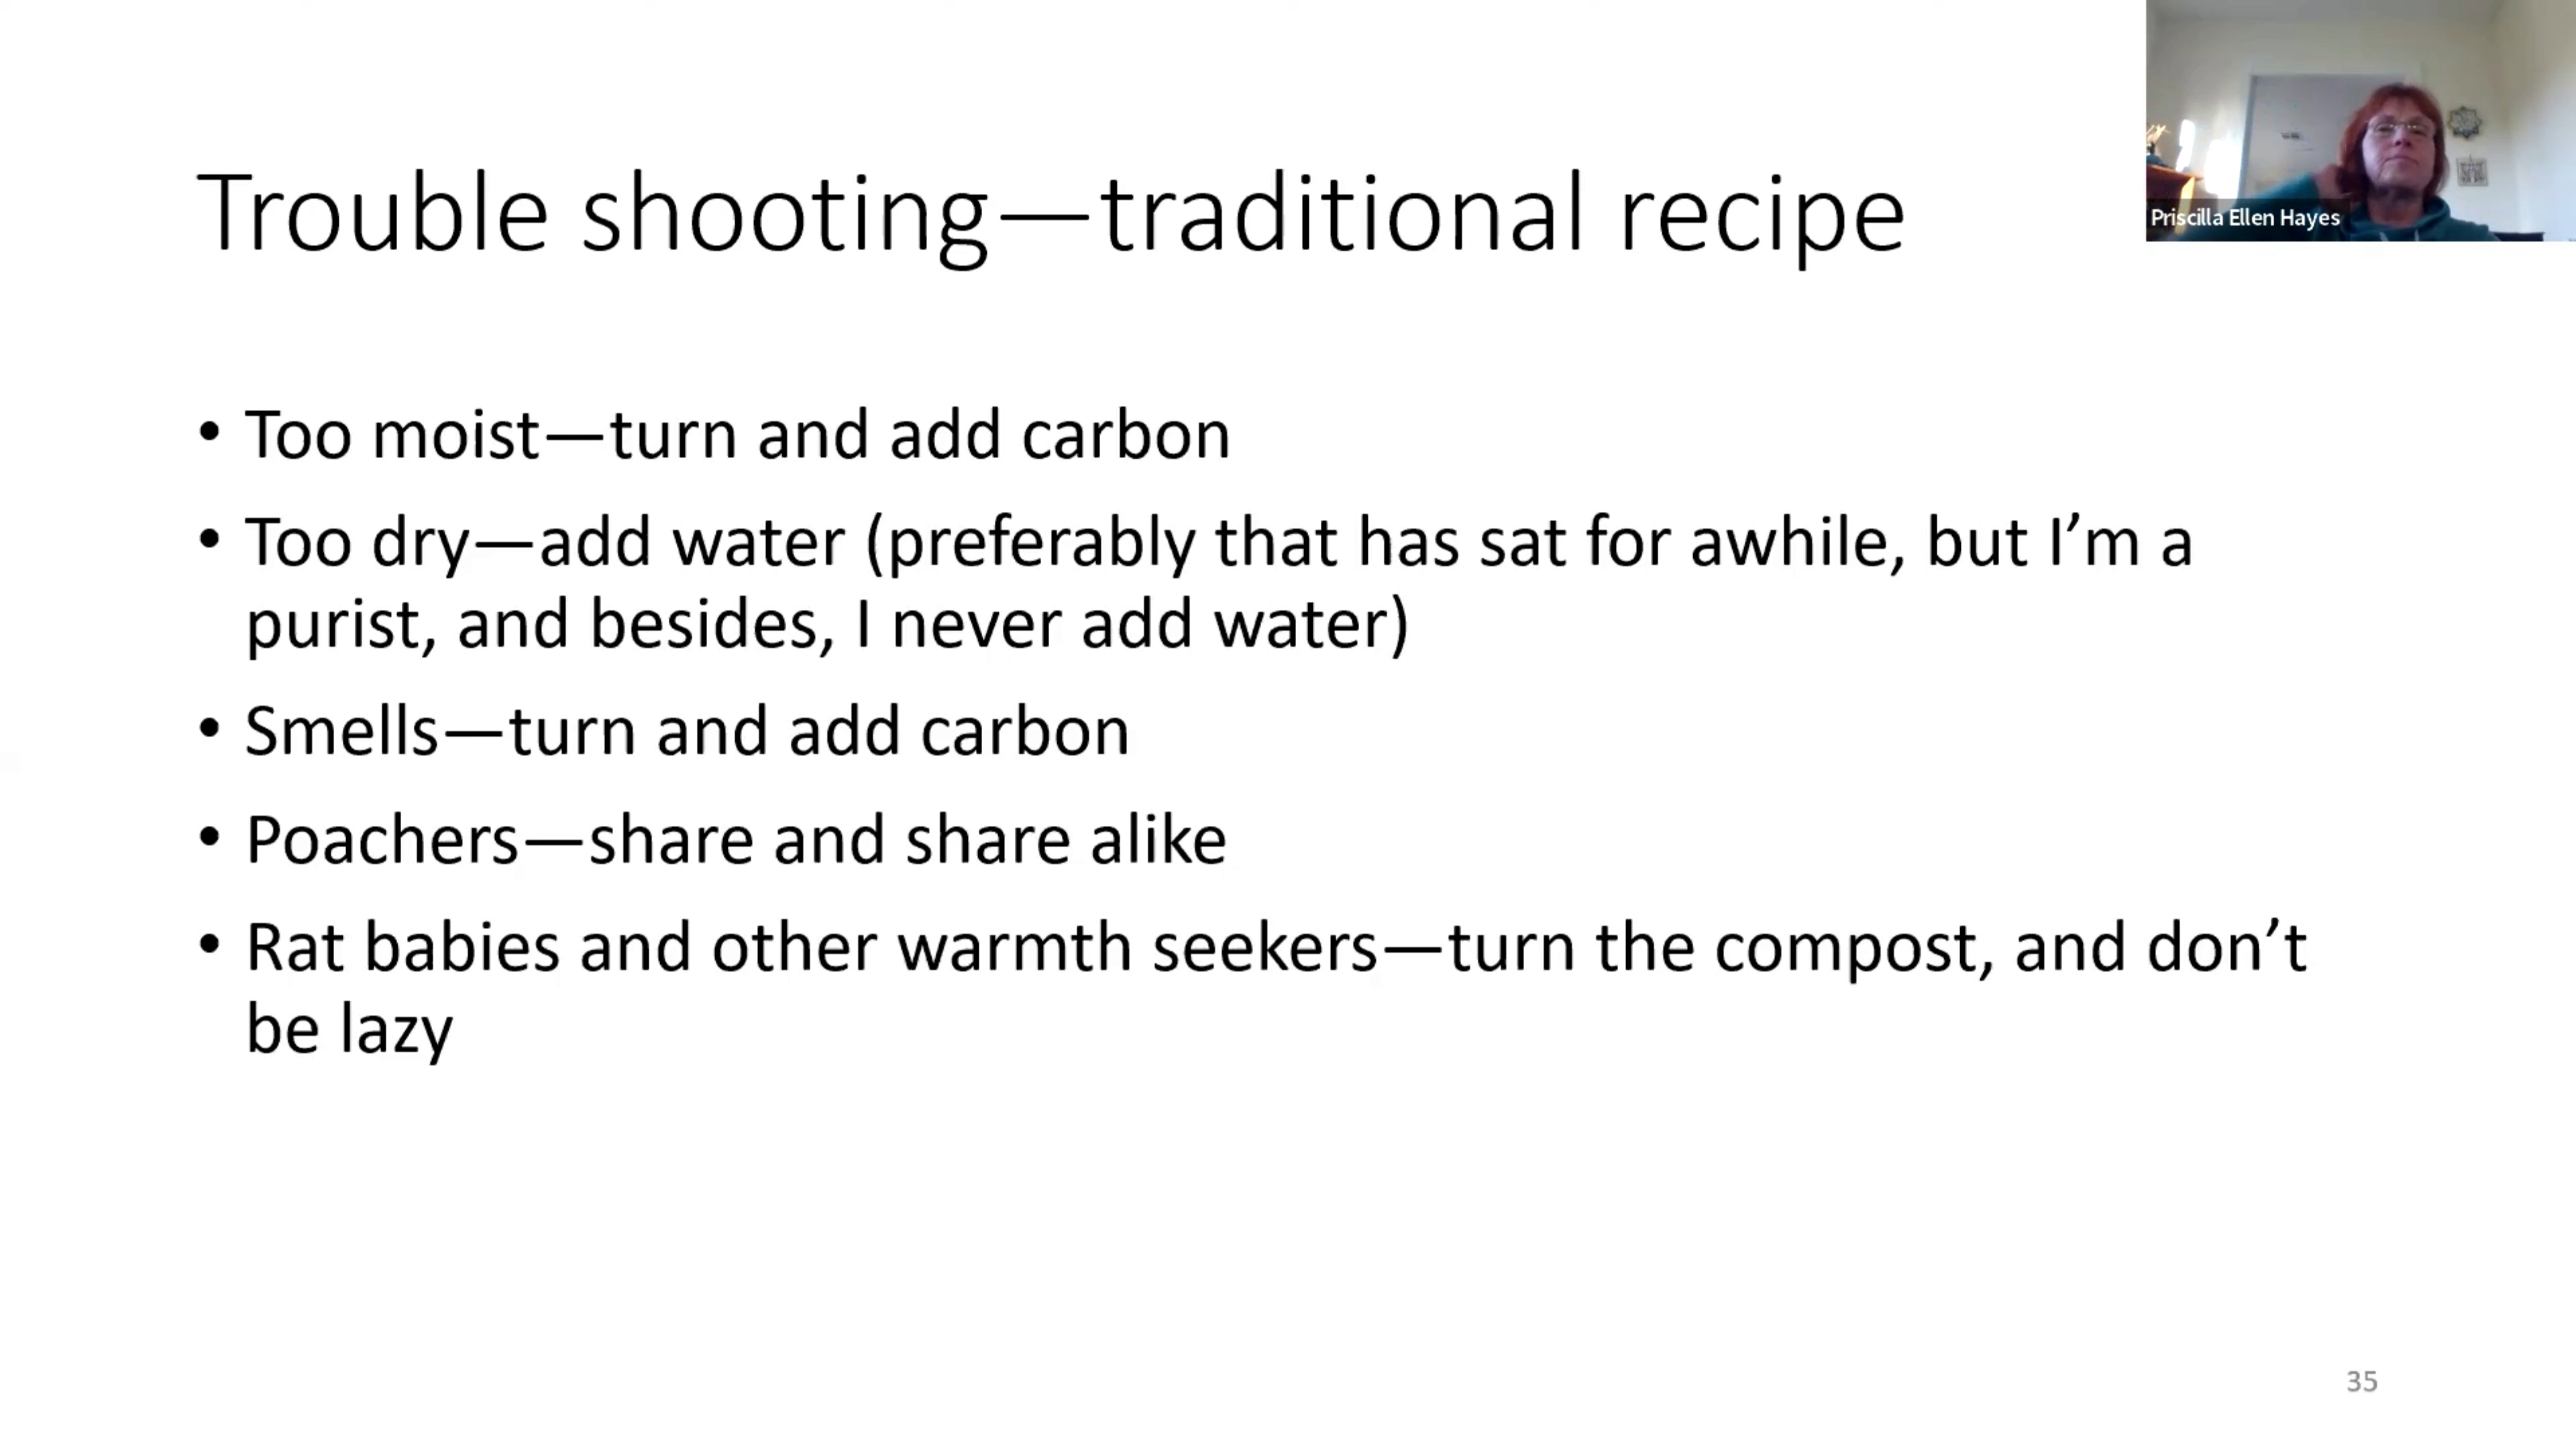 Trouble shooting—traditional recipe
Priscilla Ellen Hayes
• Too moist—turn and add carbon
• Too dry—add water (preferably that has sat for awhile, but I’m a
purist, and besides, I never add water)
• Smells—turn and add carbon
• Poachers—share and share alike
• Rat babies and other warmth seekers—turn the compost, and don’t
be lazy
35